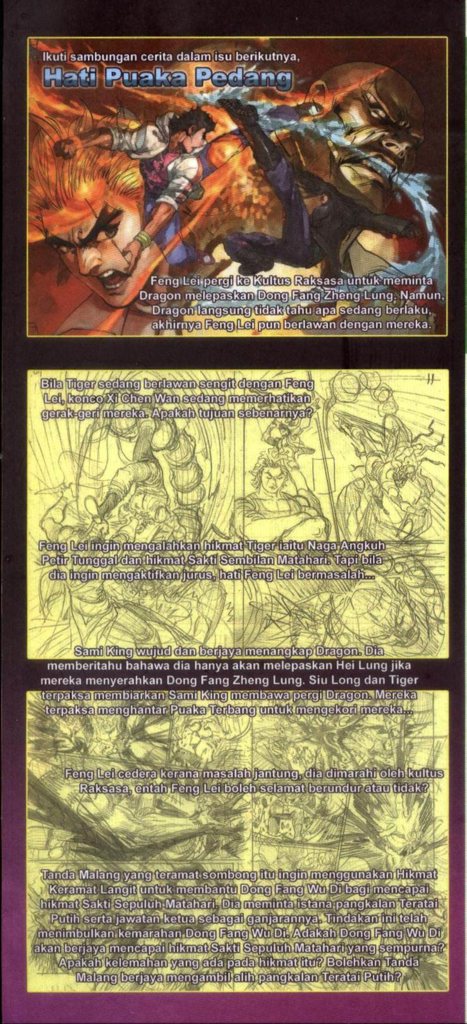 Ikuti sambungan cerita dalam isu berikutnya,
Hati Puaka Pedang
Feng Lei pergi ke Kultus Raksasa untuk meminta
Dragon melepaskan Dong Fang Zheng Lung. Namun,
Dragon langsung tidak tahu apa sedang berlaku,
akhirnya Feng Lei pun berlawan dengan mereka.
Bila Tiger sedang berlawan sengit dengan Feng
Lei, konco Xi Chen Wan sedang memerhatikan
gerak-geri mereka. Apakah tujuan sebenarnya?
Feng Lei ingin mengalahkan hikmat Tiger iaitu Naga Angkuh
Petir Tunggal dan hikmat Sakti Sembilan Matahari. Tapi bila
dia ingin mengaktifkan jurus, hati Feng Lei bermasalah...
Sami King wujud dan berjaya menangkap Dragon. Dia
memberitahu bahawa dia hanya akan melepaskan Hei Lung jika
mereka menyerahkan Dong Fang Zheng Lung. Siu Long dan Tiger
terpaksa membiarkan Sami King membawa pergi Dragon. Mereka
terpaksa menghantar Puaka Terbang untuk mengekori mereka...
Feng Lei cedera kerana masalah jantung, dia dimarahi oleh kultus
Raksasa, entah Feng Lei boleh selamat berundur atau tidak?
Tanda Malang yang teramat sombong itu ingin menggunakan Hikmat
Keramat Langit untuk membantu Dong Fang Wu Di bagi mencapai
hikmat Sakti Sepuluh Matahari. Dia meminta istana pangkalan Teratai
Putih serta jawatan ketua sebagai ganjarannya. Tindakan ini telah
menimbulkan kemarahan Dong Fang Wu Di. Adakah Dong Fang Wu Di
akan berjaya mencapai hikmat Sakti Sepuluh Matahari yang sempurna?
Apakah kelemahan yang ada pada hikmat itu? Bolehkan Tanda
Malang berjaya mengambil alih pangkalan Teratai Putih?